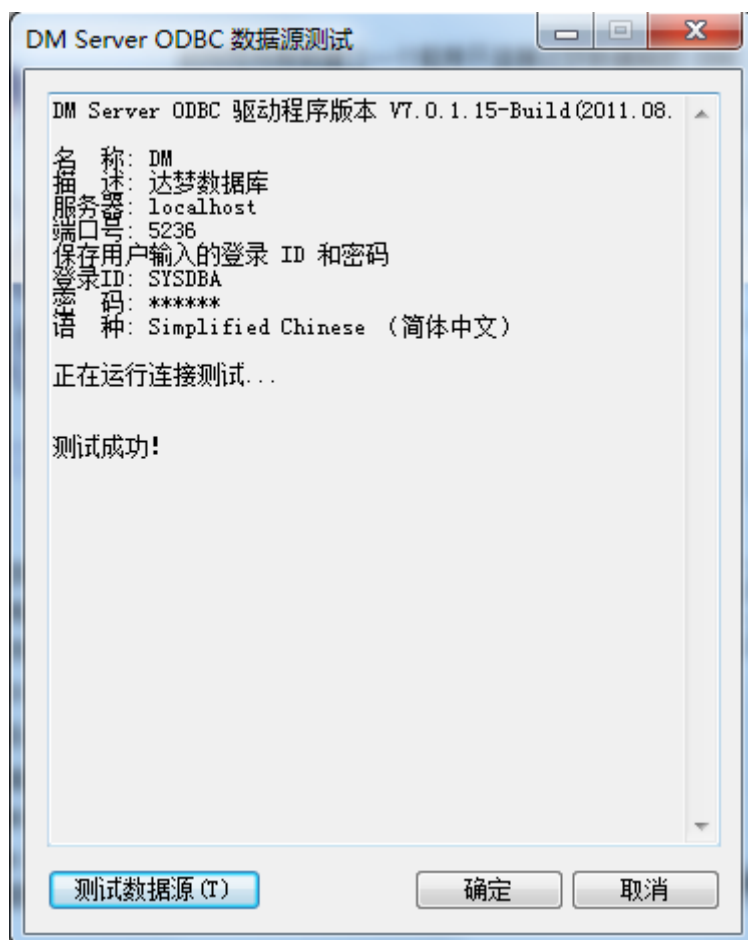 DM Server ODBC 数据源测试
DM Server ODBC 驱动程序版本 V7.0.1.15-Build(2011.08.
名 称: DM
描 述: 达梦数据库
服务器: localhost
端口号: 5236
保存用户输入的登录 ID 和密码
登录ID: SYSDBA
密 码: ******
语 种: Simplified Chinese （简体中文）
正在运行连接测试...
测试成功!
测试数据源(T)
确定
取消